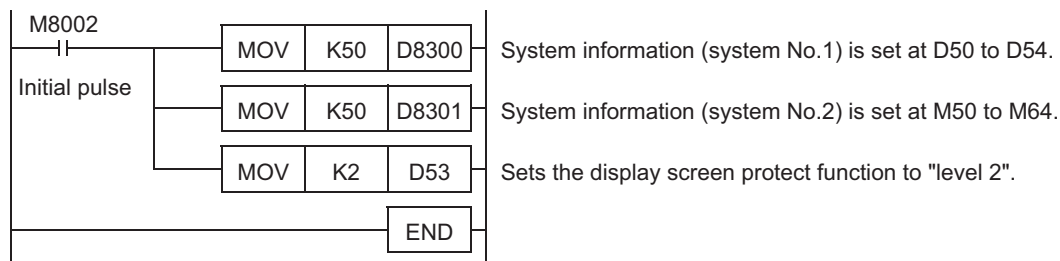 M8002
MOV K50 D8300 System information (system No.1) is set at D50 to D54.
Initial pulse
MOV K50 D8301 System information (system No.2) is set at M50 to M64.
MOV K2 D53 Sets the display screen protect function to "level 2".
END